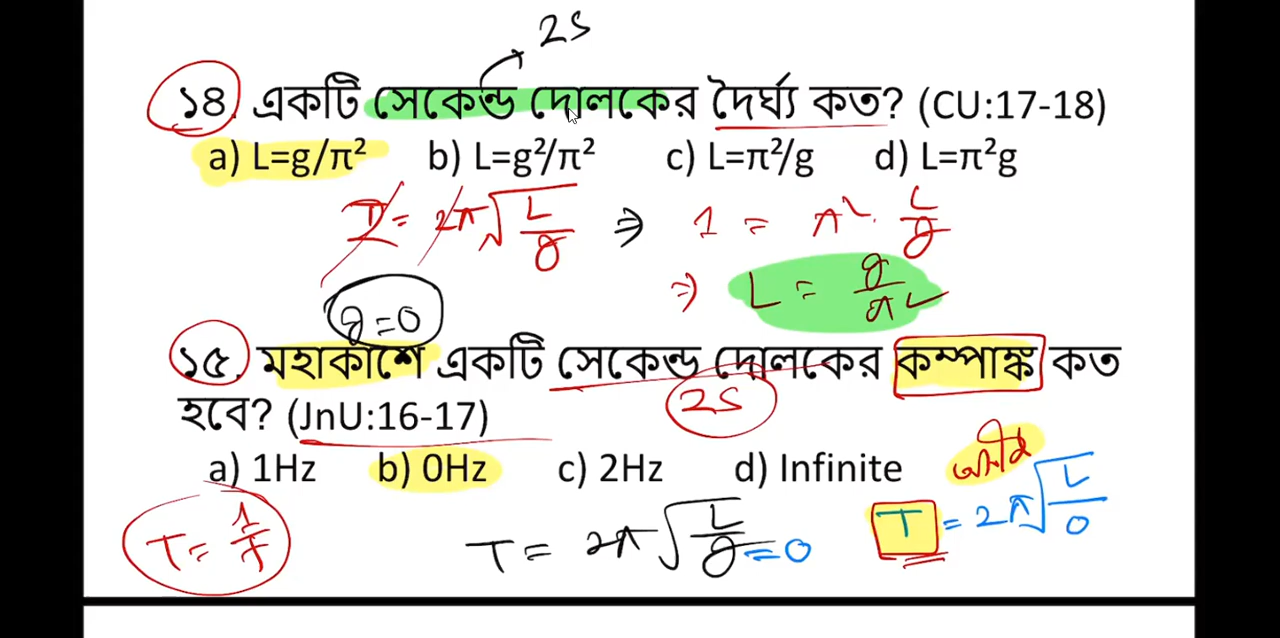 2s
১৪. একটি সেকেন্ড দোলকের দৈর্ঘ্য কত? (CU:17-18)
a) L=g/π² b) L=g²/π² c) L=π²/g d) L=π²g
2 = 2π√(L/g) ⇒ 1 = π² · L/g
⇒ L = g/π²
g=0
১৫. মহাকাশে একটি সেকেন্ড দোলকের কম্পাঙ্ক কত
হবে? (JnU:16-17)
2s
a) 1Hz b) 0Hz c) 2Hz d) Infinite
T = 1/f T = 2π√(L/g) = 0 T = 2π√(L/0)